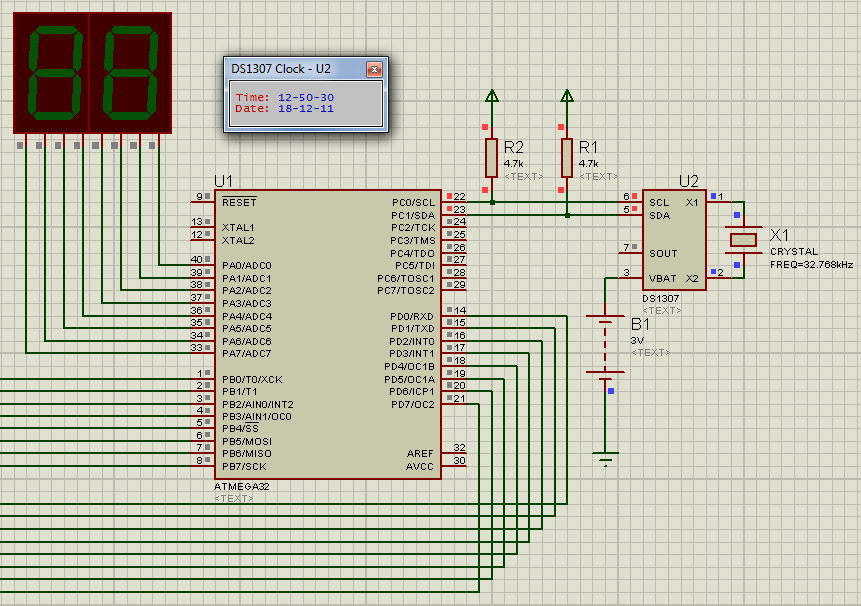 DS1307 Clock - U2
Time: 12-50-30
Date: 18-12-11
R2
4.7k
<TEXT>
R1
4.7k
<TEXT>
U1
9 RESET
13 XTAL1
12 XTAL2
40 PA0/ADC0
39 PA1/ADC1
38 PA2/ADC2
37 PA3/ADC3
36 PA4/ADC4
35 PA5/ADC5
34 PA6/ADC6
33 PA7/ADC7
1 PB0/T0/XCK
2 PB1/T1
3 PB2/AIN0/INT2
4 PB3/AIN1/OC0
5 PB4/SS
6 PB5/MOSI
7 PB6/MISO
8 PB7/SCK
PC0/SCL 22
PC1/SDA 23
PC2/TCK 24
PC3/TMS 25
PC4/TDO 26
PC5/TDI 27
PC6/TOSC1 28
PC7/TOSC2 29
PD0/RXD 14
PD1/TXD 15
PD2/INT0 16
PD3/INT1 17
PD4/OC1B 18
PD5/OC1A 19
PD6/ICP1 20
PD7/OC2 21
AREF 32
AVCC 30
ATMEGA32
<TEXT>
U2
6 SCL X1 1
5 SDA
7 SOUT
3 VBAT X2 2
DS1307
<TEXT>
X1
CRYSTAL
FREQ=32.768kHz
B1
3V
<TEXT>